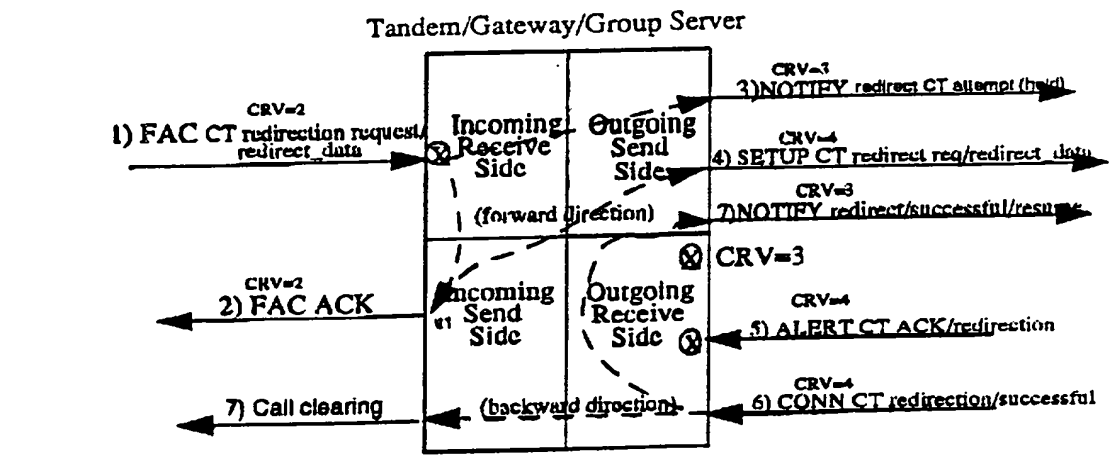 Tandem/Gateway/Group Server
CRV=2
1) FAC CT redirection request/
redirect_data
Incoming
Receive
Side
Outgoing
Send
Side
(forward direction)
CRV=3
3)NOTIFY redirect CT attempt (held)
CRV=4
4) SETUP CT redirect req/redirect_data
CRV=3
7)NOTIFY redirect/successful/resume
CRV=3
CRV=2
2) FAC ACK
Incoming
Send
Side
Outgoing
Receive
Side
CRV=4
5) ALERT CT ACK/redirection
7) Call clearing
(backward direction)
CRV=4
6) CONN CT redirection/successful